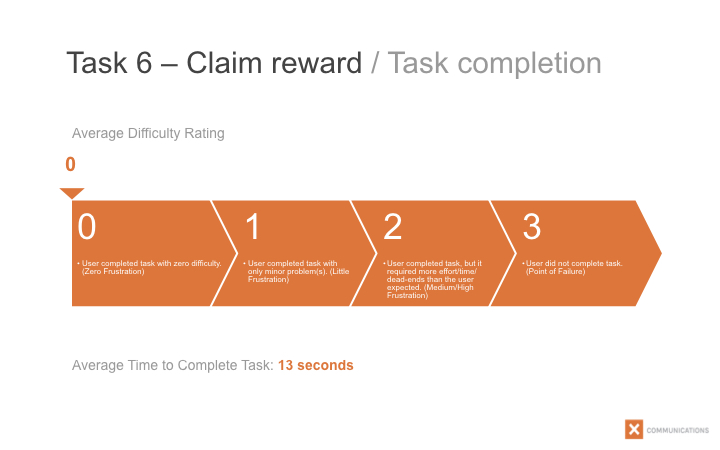 Task 6 – Claim reward / Task completion
Average Difficulty Rating
0
0
• User completed task with zero difficulty.
(Zero Frustration)
1
• User completed task with
only minor problem(s). (Little
Frustration)
2
• User completed task, but it
required more effort/time/
dead-ends than the user
expected. (Medium/High
Frustration)
3
• User did not complete task.
(Point of Failure)
Average Time to Complete Task: 13 seconds
X COMMUNICATIONS